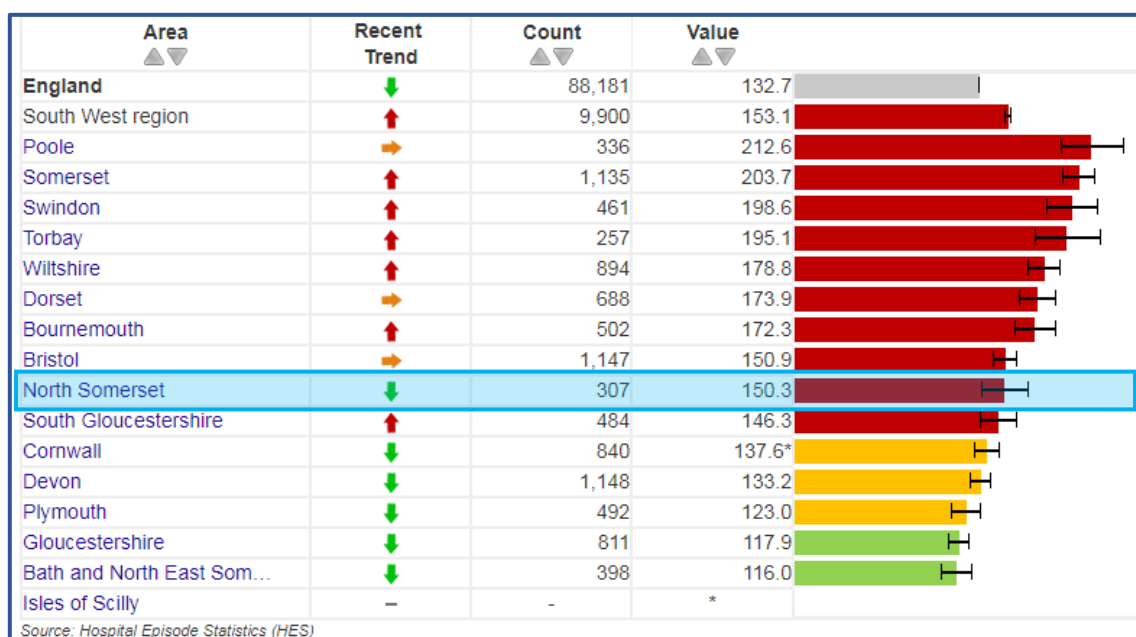 Area Recent Trend Count Value
England 88,181 132.7
South West region 9,900 153.1
Poole 336 212.6
Somerset 1,135 203.7
Swindon 461 198.6
Torbay 257 195.1
Wiltshire 894 178.8
Dorset 688 173.9
Bournemouth 502 172.3
Bristol 1,147 150.9
North Somerset 307 150.3
South Gloucestershire 484 146.3
Cornwall 840 137.6*
Devon 1,148 133.2
Plymouth 492 123.0
Gloucestershire 811 117.9
Bath and North East Som... 398 116.0
Isles of Scilly – - *
Source: Hospital Episode Statistics (HES)